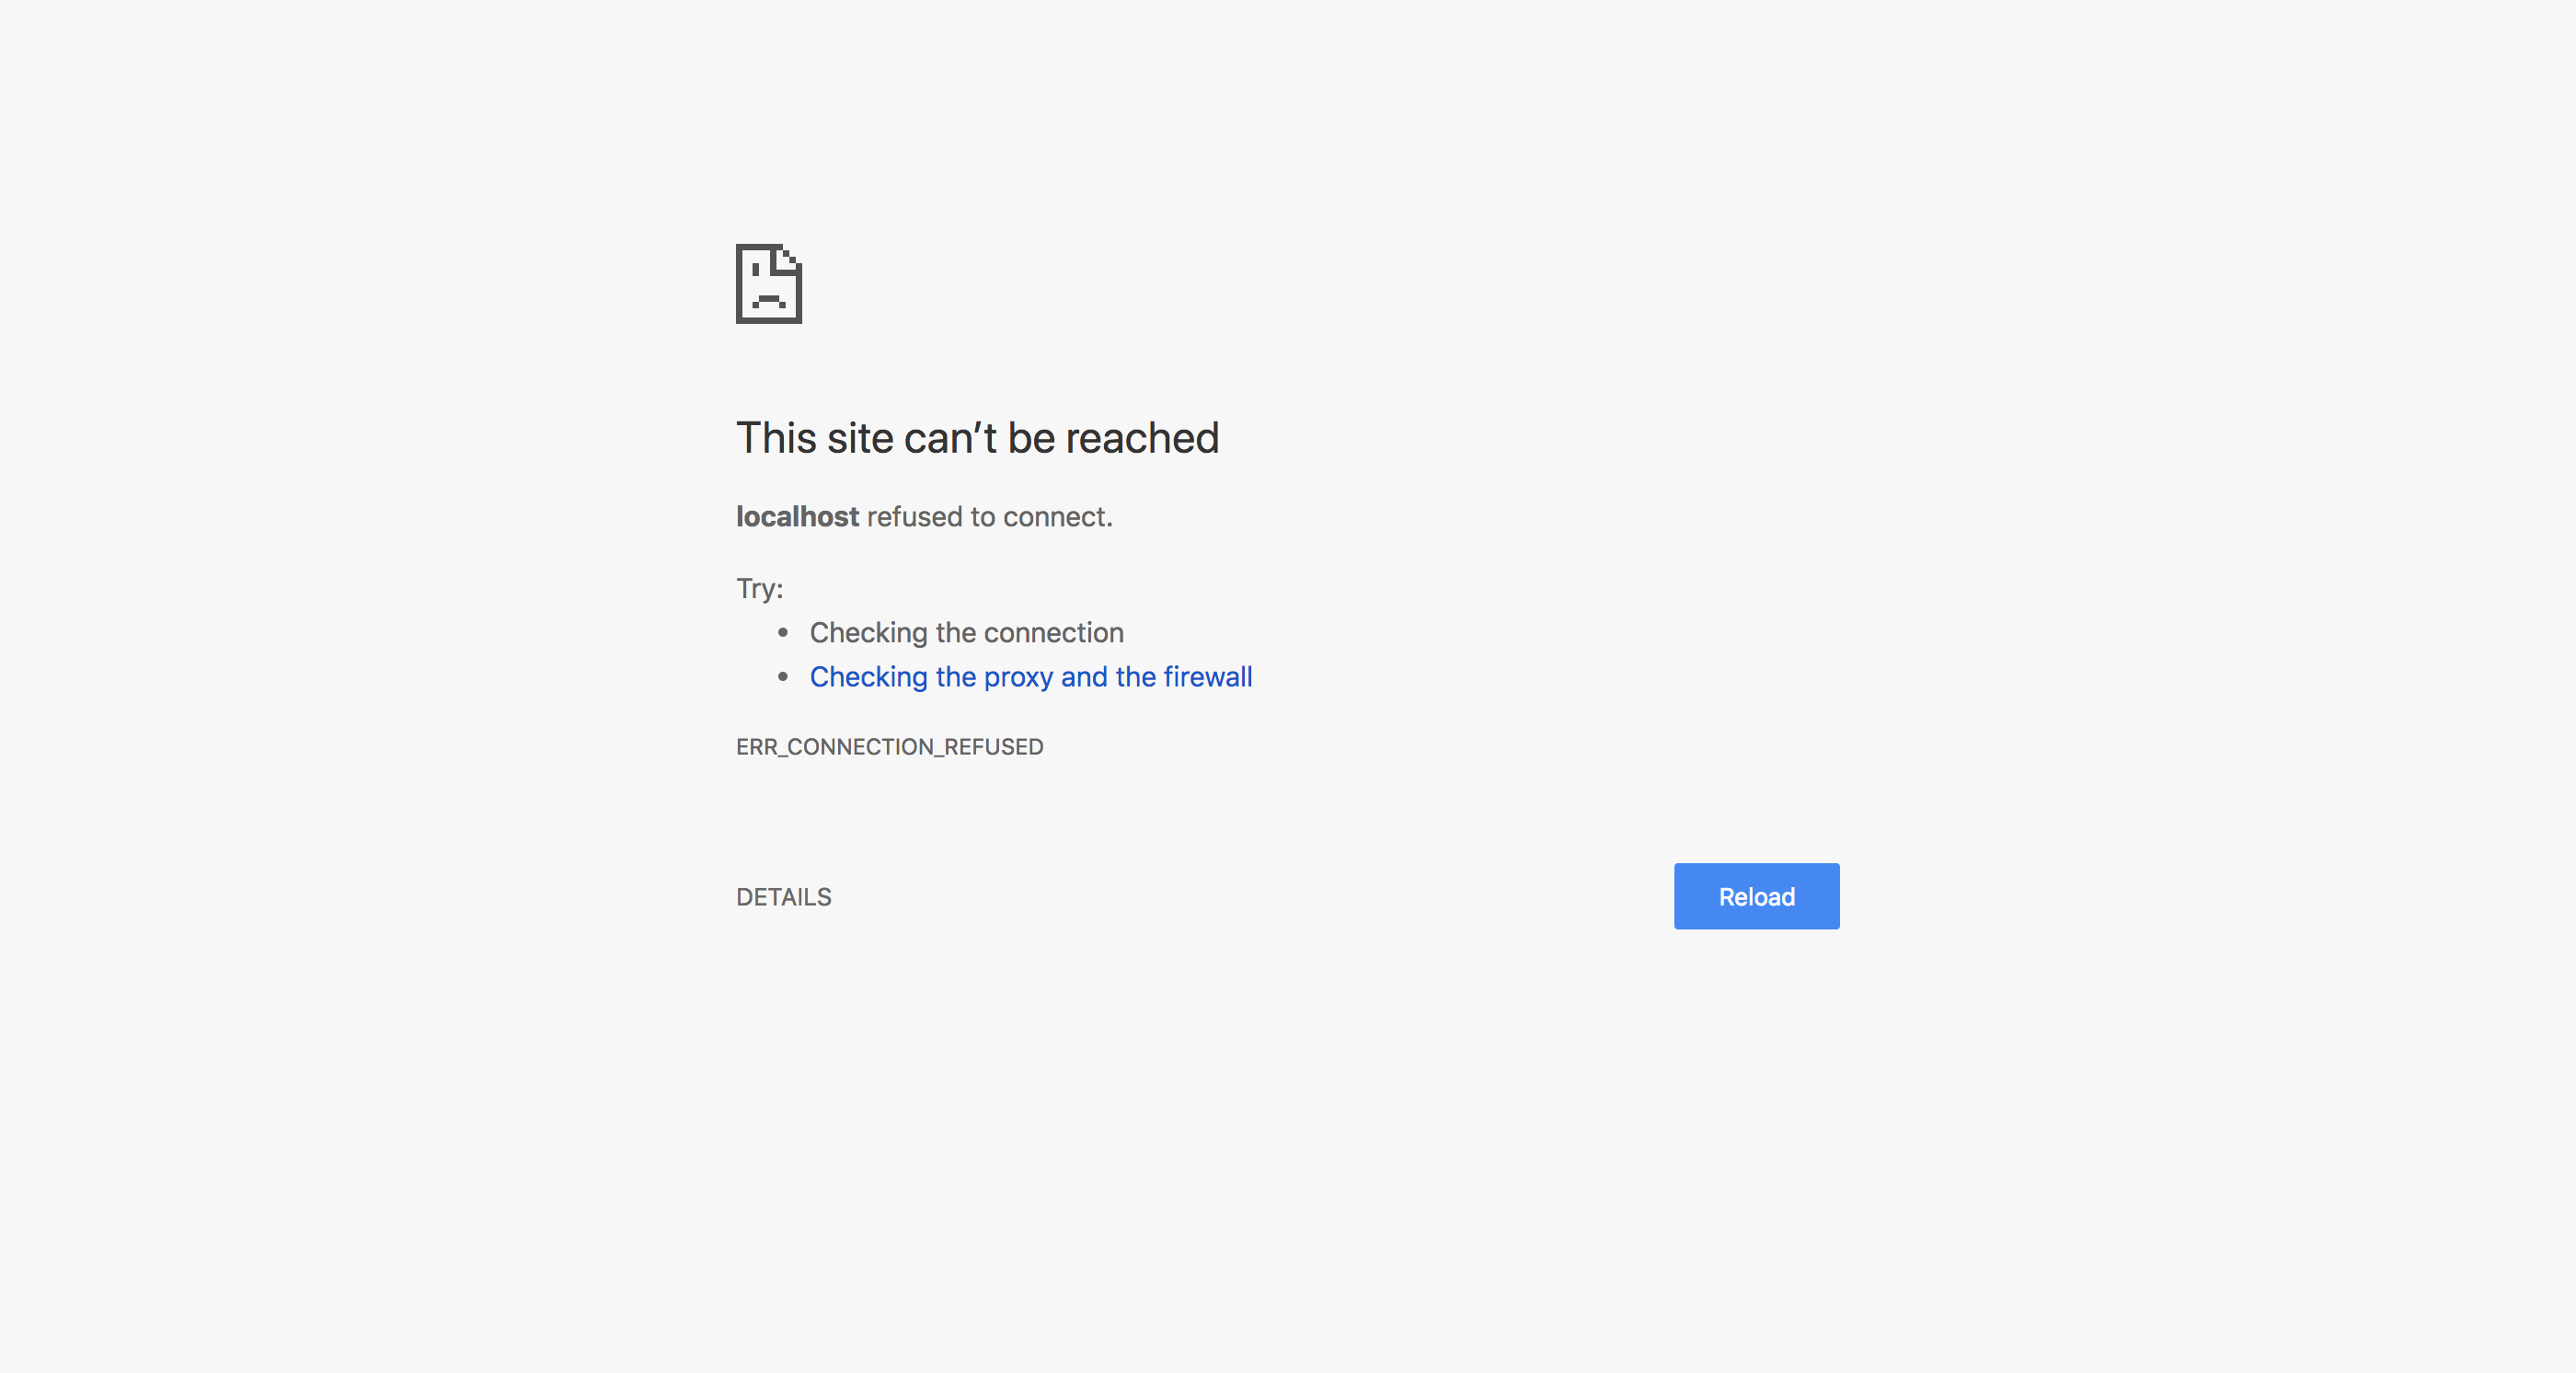 This site can’t be reached
localhost refused to connect.
Try:
• Checking the connection
• Checking the proxy and the firewall
ERR_CONNECTION_REFUSED
DETAILS
Reload